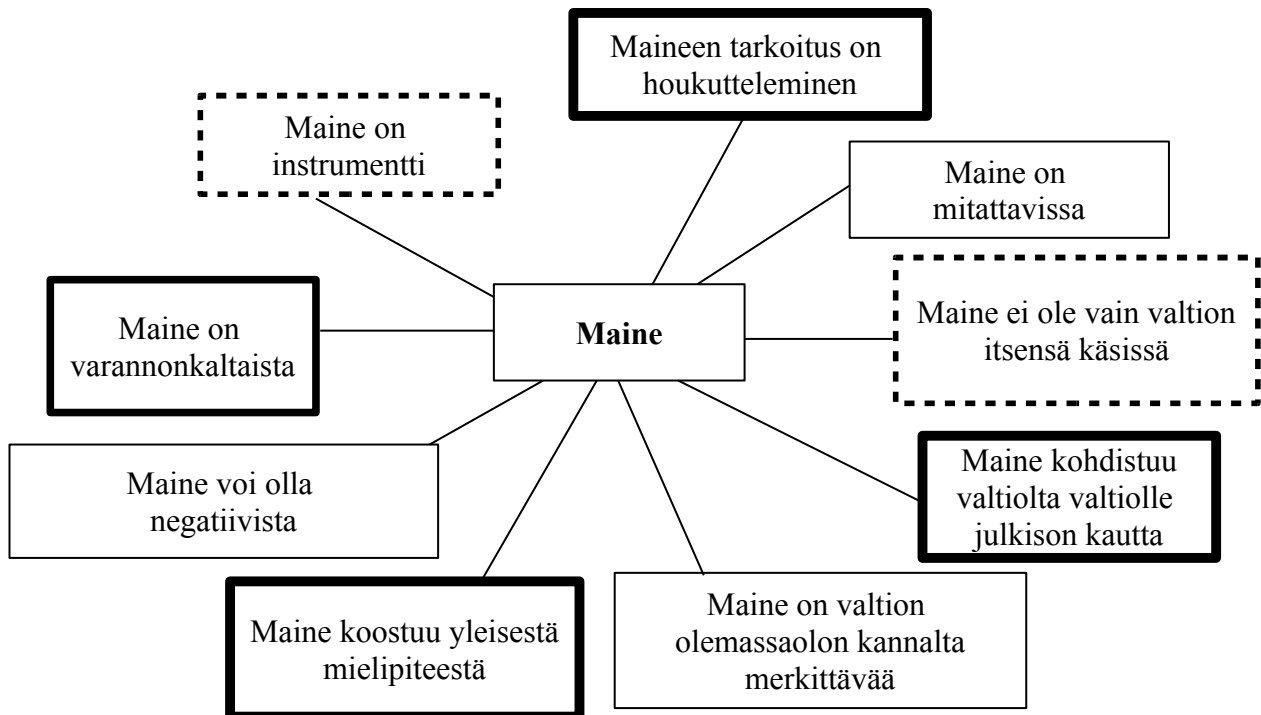 Maineen tarkoitus on
houkutteleminen
Maine on
instrumentti
Maine on
mitattavissa
Maine ei ole vain valtion
itsensä käsissä
Maine on
varannonkaltaista
Maine
Maine kohdistuu
valtiolta valtiolle
julkison kautta
Maine voi olla
negatiivista
Maine koostuu yleisestä
mielipiteestä
Maine on valtion
olemassaolon kannalta
merkittävää